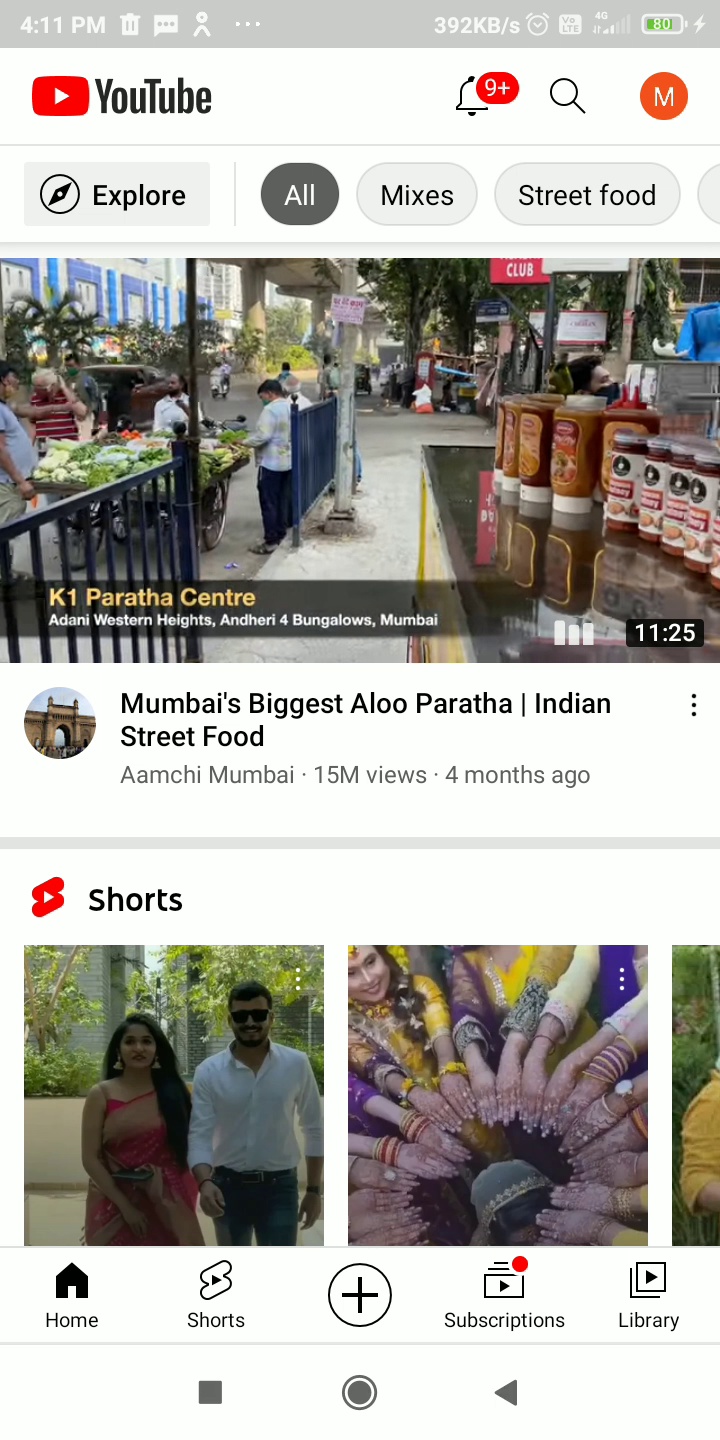 4:11 PM
392KB/s
Vo LTE
4G
80
YouTube
9+
M
Explore
All
Mixes
Street food
CLUB
K1 Paratha Centre
Adani Western Heights, Andheri 4 Bungalows, Mumbai
11:25
Mumbai's Biggest Aloo Paratha | Indian
Street Food
Aamchi Mumbai · 15M views · 4 months ago
Shorts
Home
Shorts
Subscriptions
Library